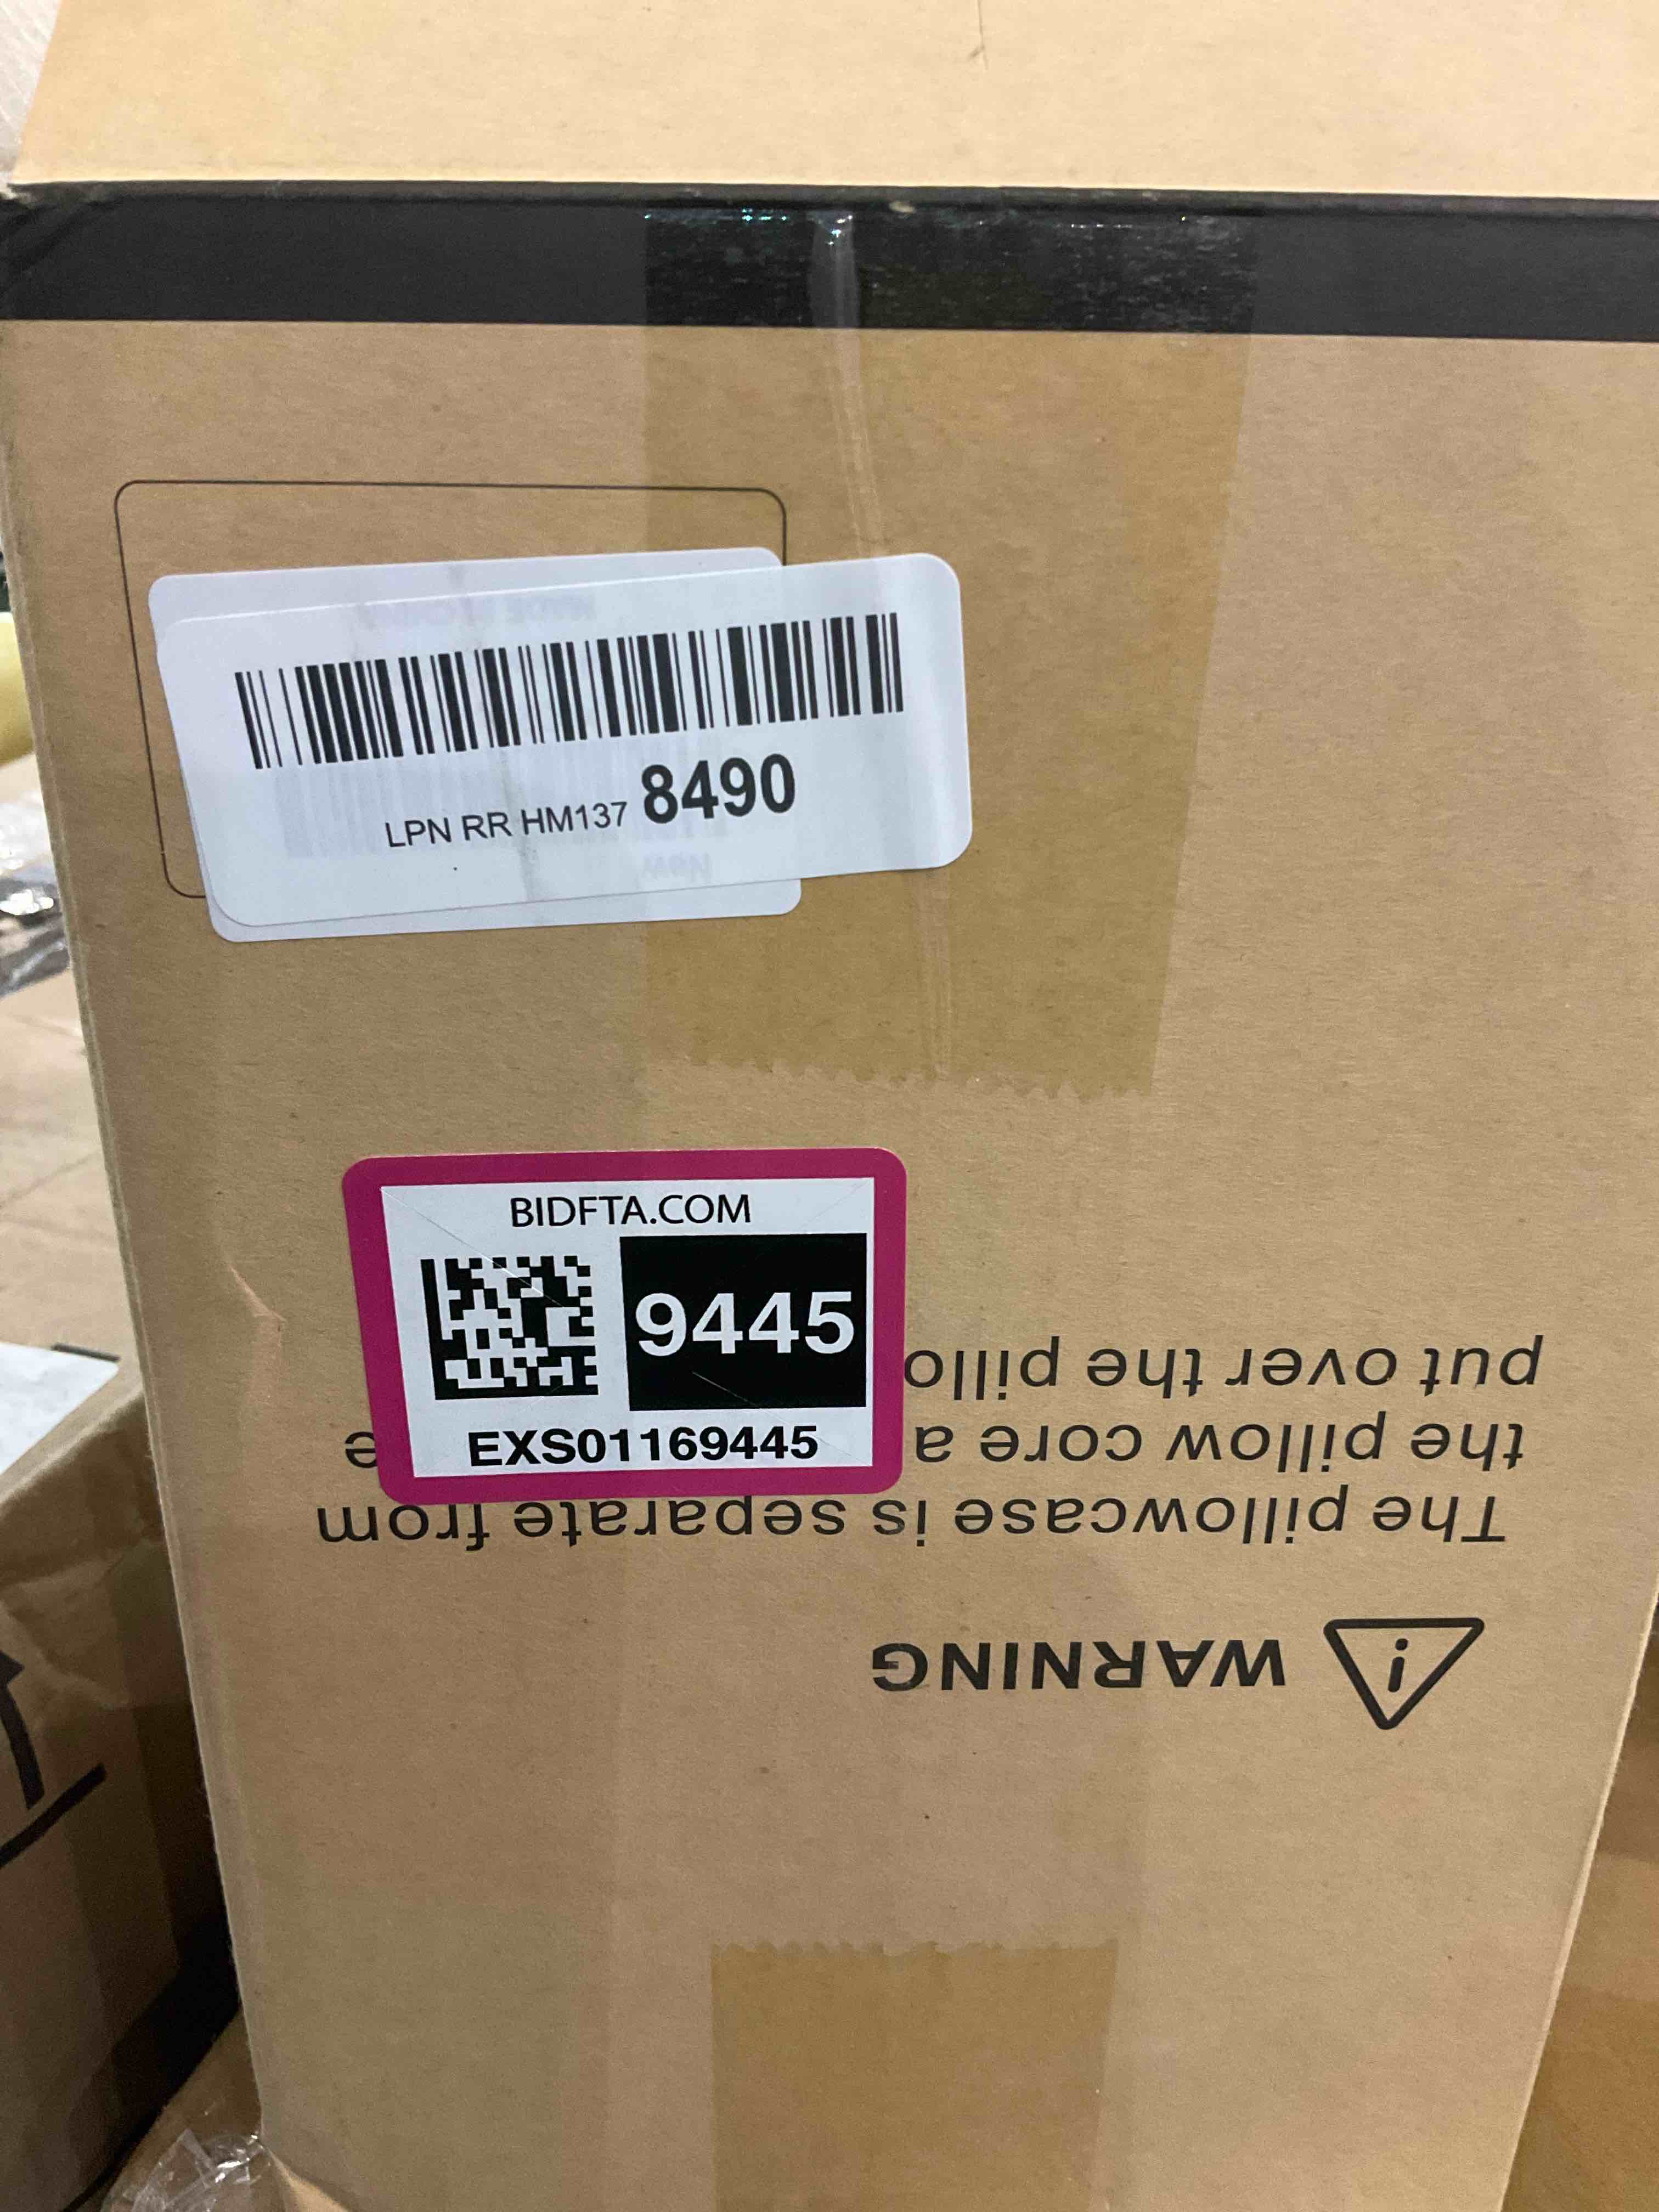 LPN RR HM137 8490
BIDFTA.COM
9445
EXS01169445
WARNING
The pillowcase is separate from
the pillow core a
put over the